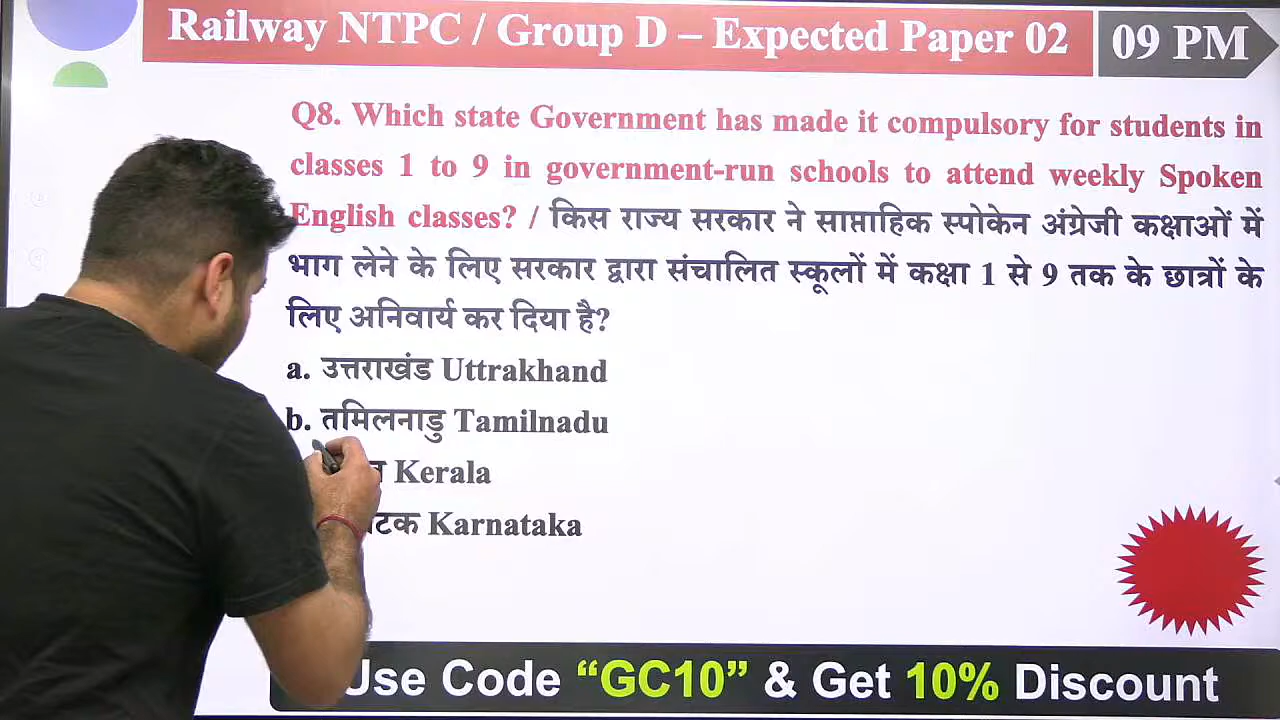 Railway NTPC / Group D – Expected Paper 02
09 PM
Q8. Which state Government has made it compulsory for students in
classes 1 to 9 in government-run schools to attend weekly Spoken
English classes? / किस राज्य सरकार ने साप्ताहिक स्पोकेन अंग्रेजी कक्षाओं में
भाग लेने के लिए सरकार द्वारा संचालित स्कूलों में कक्षा 1 से 9 तक के छात्रों के
लिए अनिवार्य कर दिया है?
a. उत्तराखंड Uttrakhand
b. तमिलनाडु Tamilnadu
Kerala
Karnataka
Use Code “GC10” & Get 10% Discount